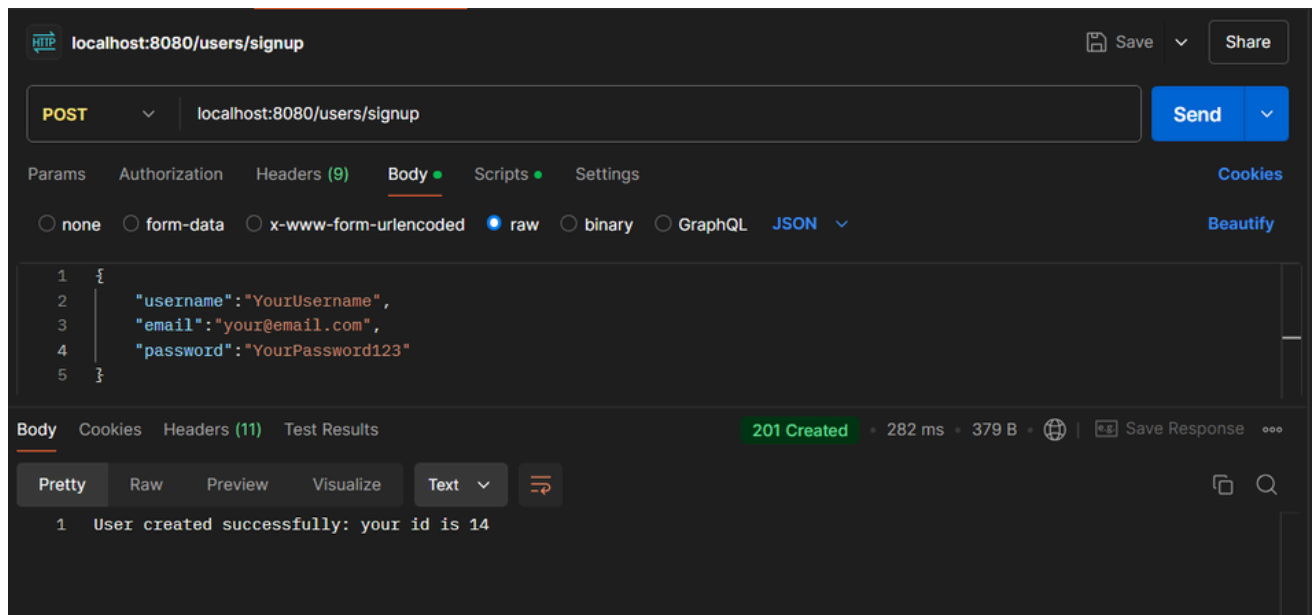 HTTP localhost:8080/users/signup Save Share
POST localhost:8080/users/signup Send
Params Authorization Headers (9) Body Scripts Settings Cookies
none form-data x-www-form-urlencoded raw binary GraphQL JSON Beautify
1 {
2 "username":"YourUsername",
3 "email":"your@email.com",
4 "password":"YourPassword123"
5 }
Body Cookies Headers (11) Test Results 201 Created 282 ms 379 B e.g. Save Response
Pretty Raw Preview Visualize Text
1 User created successfully: your id is 14